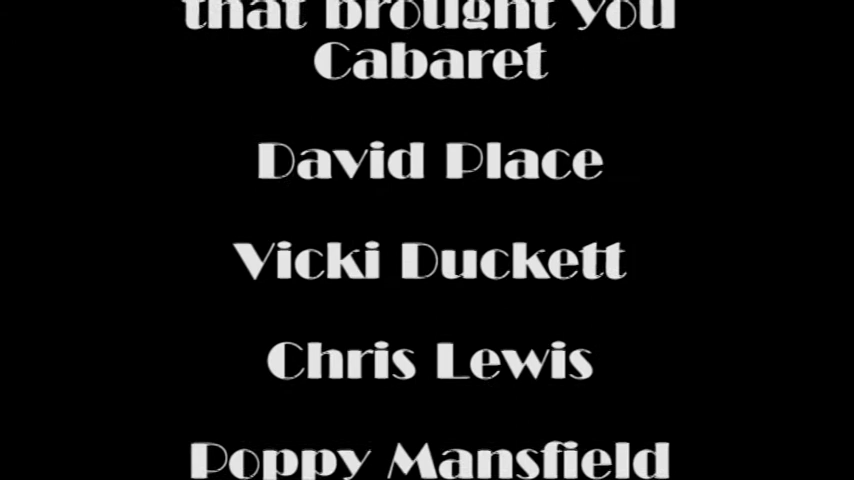 that brought you
Cabaret
David Place
Vicki Duckett
Chris Lewis
Poppy Mansfield